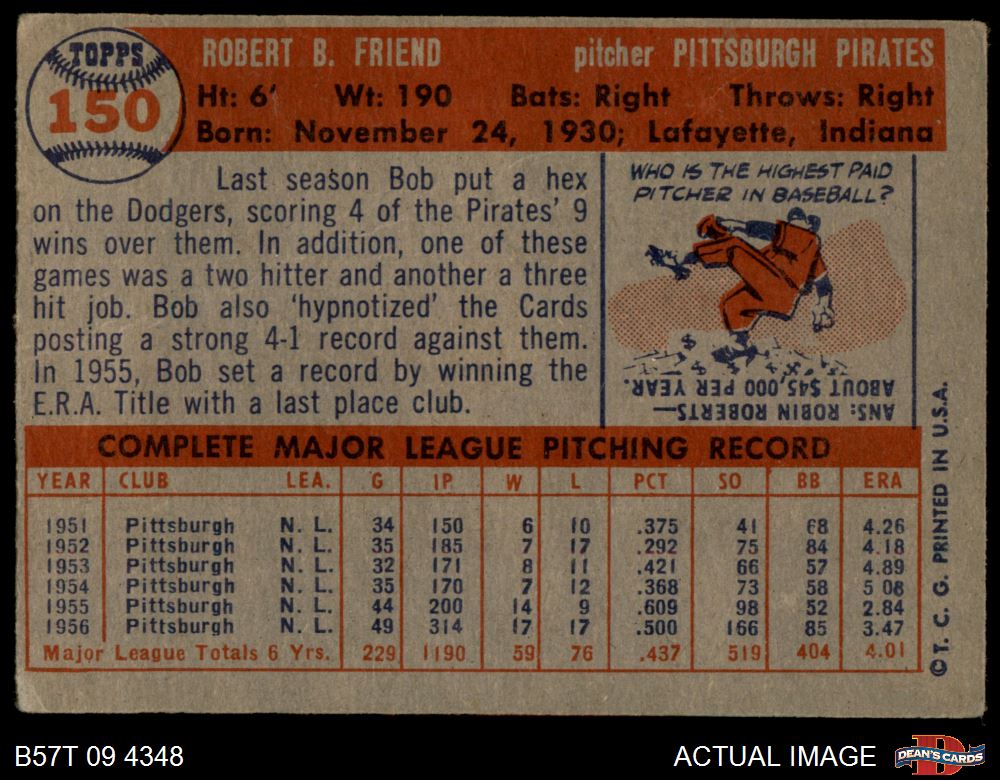 TOPPS
150
ROBERT B. FRIEND pitcher PITTSBURGH PIRATES
Ht: 6' Wt: 190 Bats: Right Throws: Right
Born: November 24, 1930; Lafayette, Indiana
Last season Bob put a hex
on the Dodgers, scoring 4 of the Pirates' 9
wins over them. In addition, one of these
games was a two hitter and another a three
hit job. Bob also 'hypnotized' the Cards
posting a strong 4-1 record against them.
In 1955, Bob set a record by winning the
E.R.A. Title with a last place club.
WHO IS THE HIGHEST PAID
PITCHER IN BASEBALL?
ANS: ROBIN ROBERTS—
ABOUT $45,000 PER YEAR.
COMPLETE MAJOR LEAGUE PITCHING RECORD
YEAR CLUB LEA. G IP W L PCT SO BB ERA
1951 Pittsburgh N. L. 34 150 6 10 .375 41 68 4.26
1952 Pittsburgh N. L. 35 185 7 17 .292 75 84 4.18
1953 Pittsburgh N. L. 32 171 8 11 .421 66 57 4.89
1954 Pittsburgh N. L. 35 170 7 12 .368 73 58 5 08
1955 Pittsburgh N. L. 44 200 14 9 .609 98 52 2.84
1956 Pittsburgh N. L. 49 314 17 17 .500 166 85 3.47
Major League Totals 6 Yrs. 229 1190 59 76 .437 519 404 4.01
©T. C. G. PRINTED IN U.S.A.
B57T 09 4348
ACTUAL IMAGE
D
DEAN'S CARDS